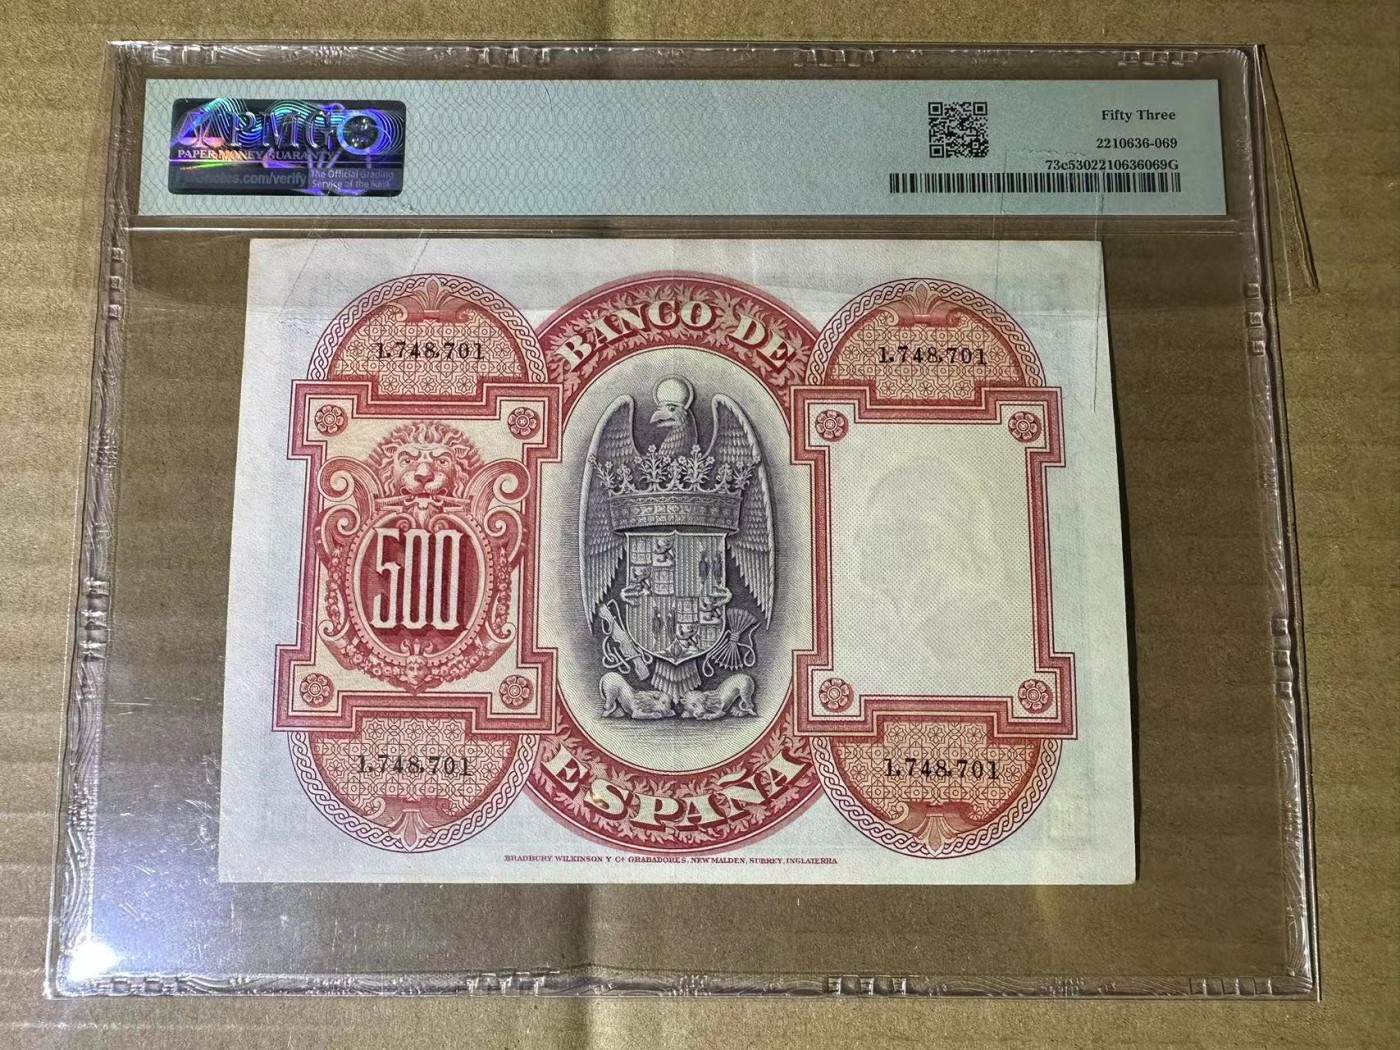 PMG
PAPER MONEY GUARANTY
notes.com/verify
The Official Grading
Service of the
Fifty Three
2210636-069
73c5302210636069G
BANCO DE
1.748.701
1.748.701
500
1.748.701
1.748.701
ESPAÑA
BRADBURY WILKINSON Y Cª GRABADORES, NEW MALDEN, SURREY, INGLATERRA